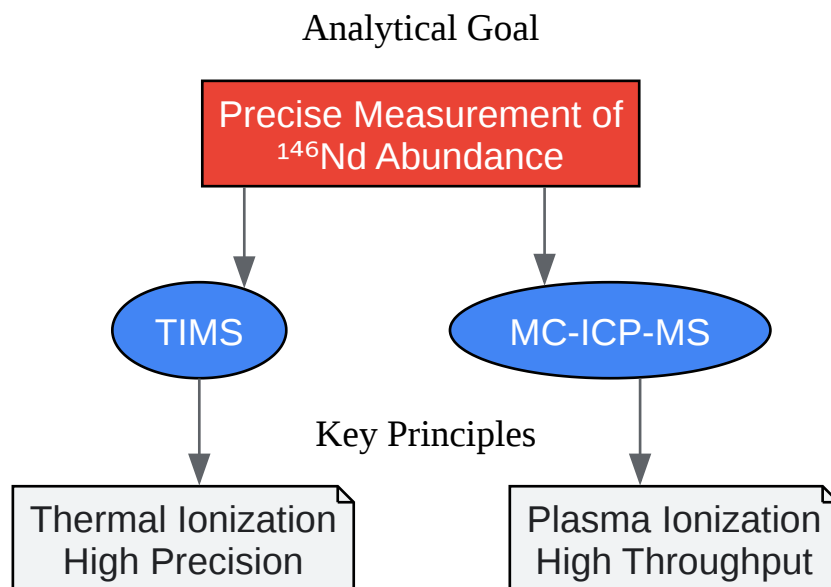 Analytical Goal
Precise Measurement of
¹⁴⁶Nd Abundance
TIMS
MC-ICP-MS
Key Principles
Thermal Ionization
High Precision
Plasma Ionization
High Throughput